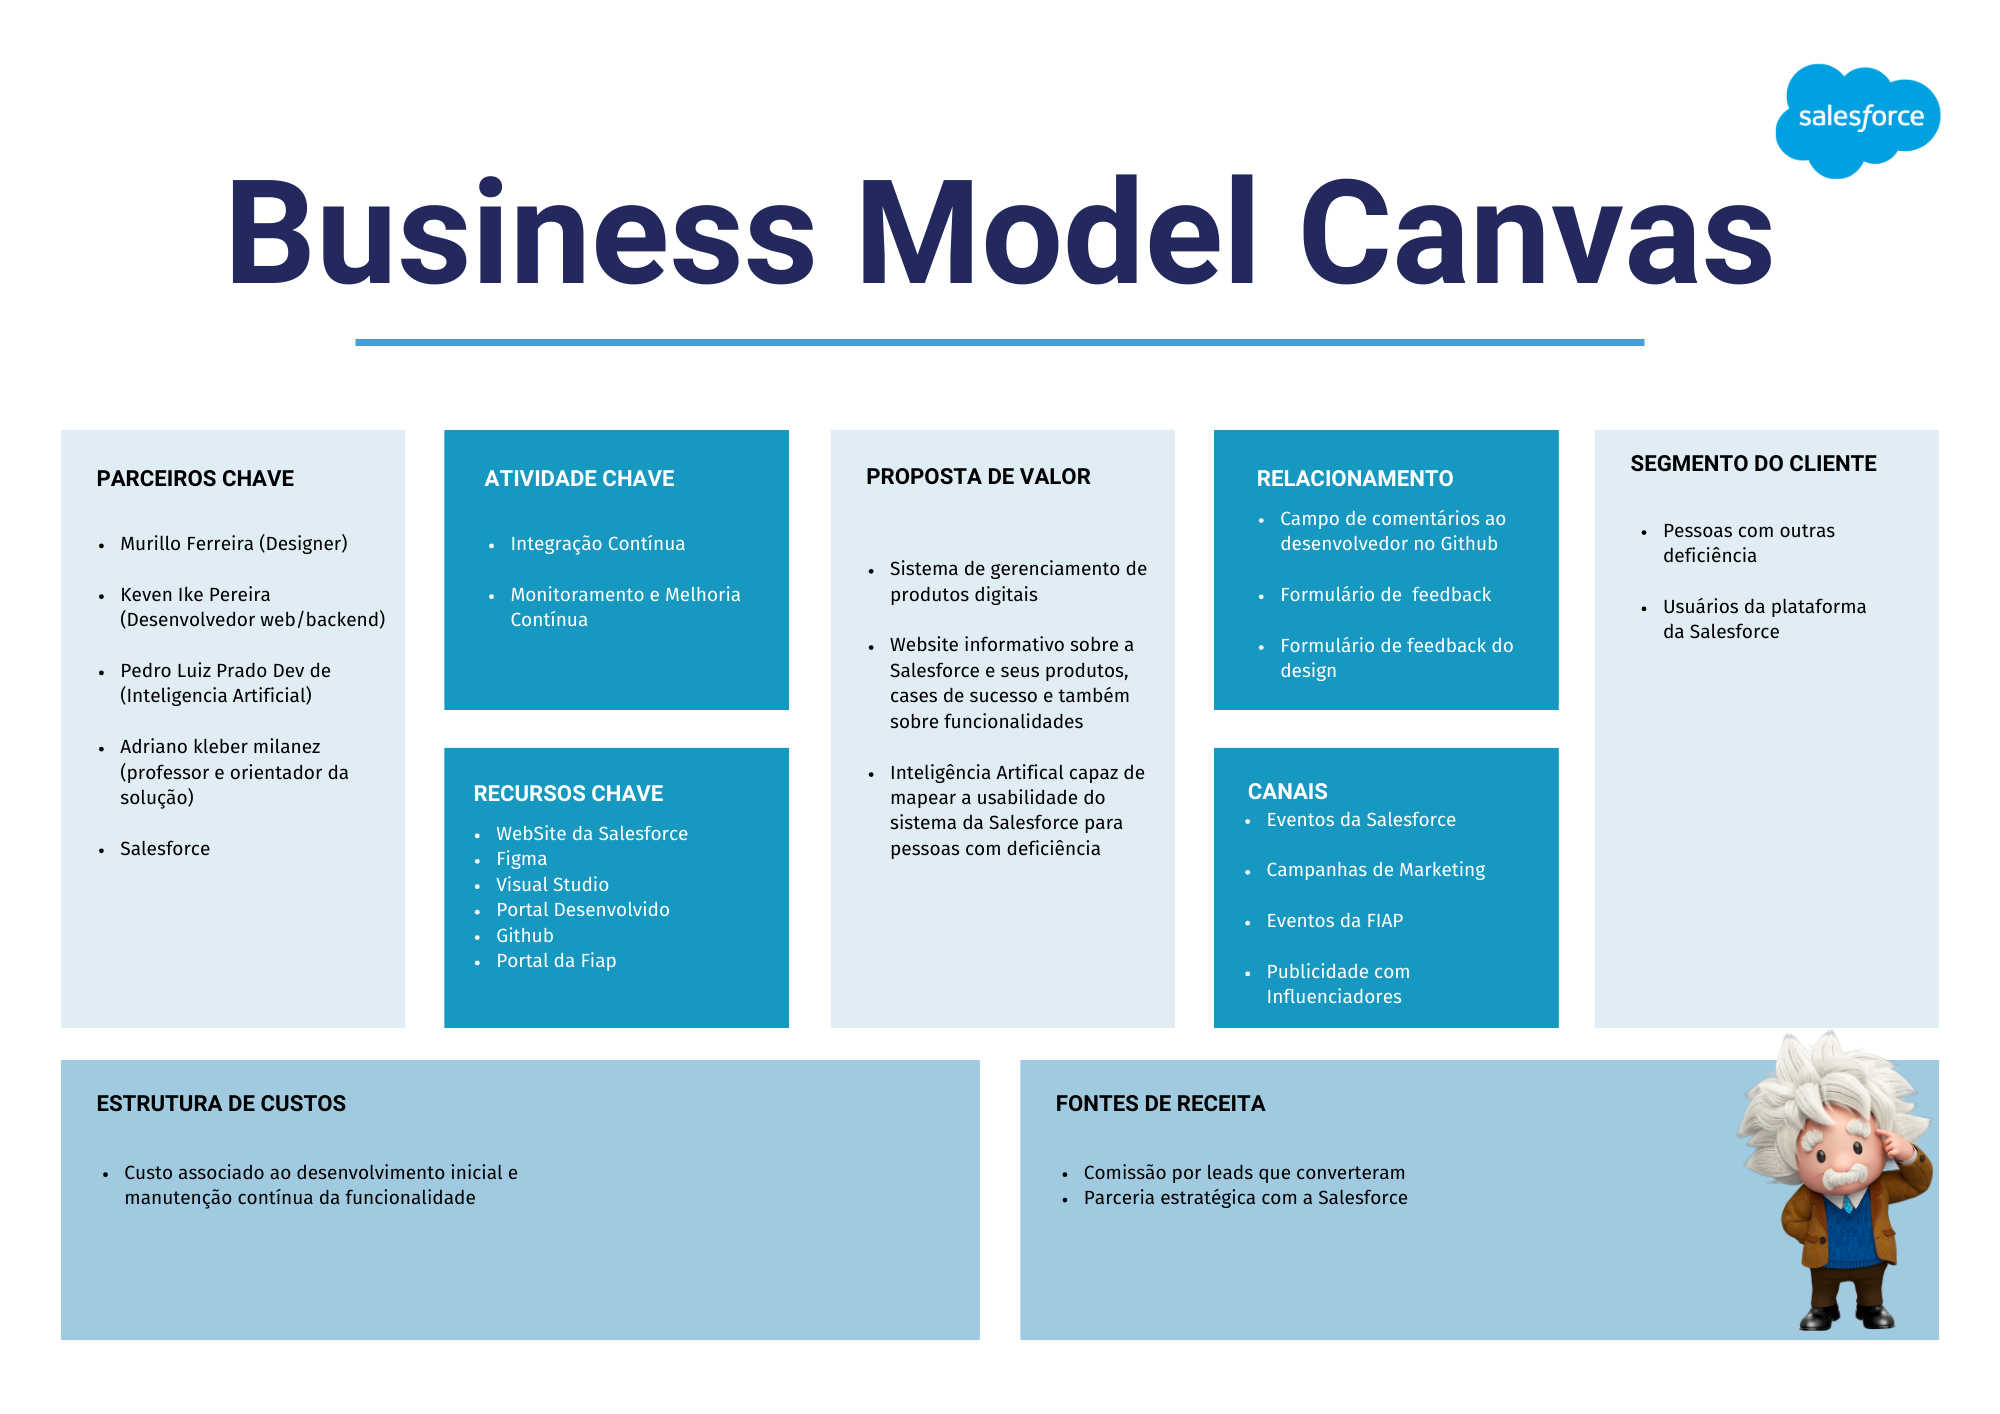 salesforce
Business Model Canvas
PARCEIROS CHAVE
• Murillo Ferreira (Designer)
• Keven Ike Pereira
(Desenvolvedor web/backend)
• Pedro Luiz Prado Dev de
(Inteligencia Artificial)
• Adriano kleber milanez
(professor e orientador da
solução)
• Salesforce
ATIVIDADE CHAVE
• Integração Contínua
• Monitoramento e Melhoria
Contínua
RECURSOS CHAVE
• WebSite da Salesforce
• Figma
• Visual Studio
• Portal Desenvolvido
• Github
• Portal da Fiap
PROPOSTA DE VALOR
• Sistema de gerenciamento de
produtos digitais
• Website informativo sobre a
Salesforce e seus produtos,
cases de sucesso e também
sobre funcionalidades
• Inteligência Artifical capaz de
mapear a usabilidade do
sistema da Salesforce para
pessoas com deficiência
RELACIONAMENTO
• Campo de comentários ao
desenvolvedor no Github
• Formulário de  feedback
• Formulário de feedback do
design
CANAIS
• Eventos da Salesforce
• Campanhas de Marketing
• Eventos da FIAP
• Publicidade com
Influenciadores
SEGMENTO DO CLIENTE
• Pessoas com outras
deficiência
• Usuários da plataforma
da Salesforce
ESTRUTURA DE CUSTOS
• Custo associado ao desenvolvimento inicial e
manutenção contínua da funcionalidade
FONTES DE RECEITA
• Comissão por leads que converteram
• Parceria estratégica com a Salesforce